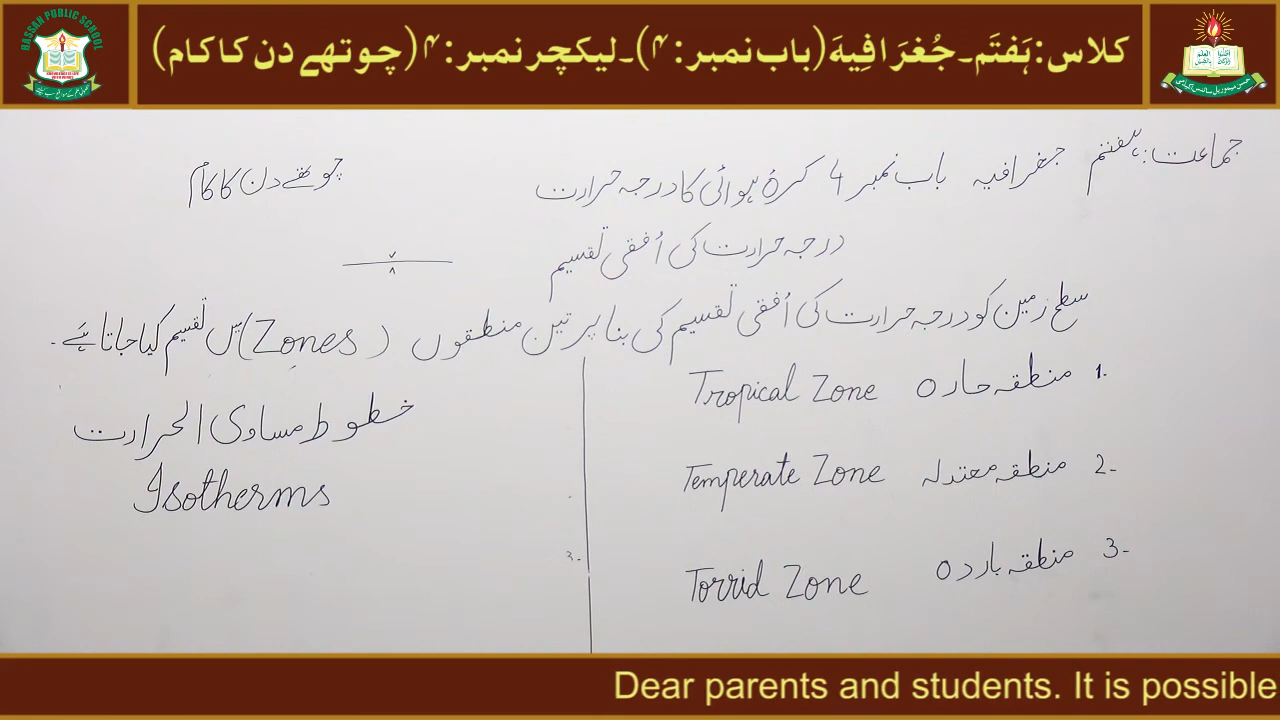 HASSAN PUBLIC SCHOOL
کلاس: ہَفتَم۔ جُغرَافِیهَ (باب نمبر: ۴)۔ لیکچر نمبر: ۴ (چوتھے دن کا کام)
جماعت: ہفتم جغرافیہ باب نمبر 4 کرۂ ہوائی کا درجہ حرارت
چوتھے دن کا کام
درجہ حرارت کی اُفقی تقسیم
سطح زمین کو درجہ حرارت کی اُفقی تقسیم کی بنا پر تین منطقوں (Zones) میں تقسیم کیا جاتا ہے۔
1. منطقہ حارہ Tropical Zone
2. منطقہ معتدلہ Temperate Zone
3. منطقہ باردہ Torrid Zone
خطوط مساوی الحرارت
Isotherms
Dear parents and students. It is possible